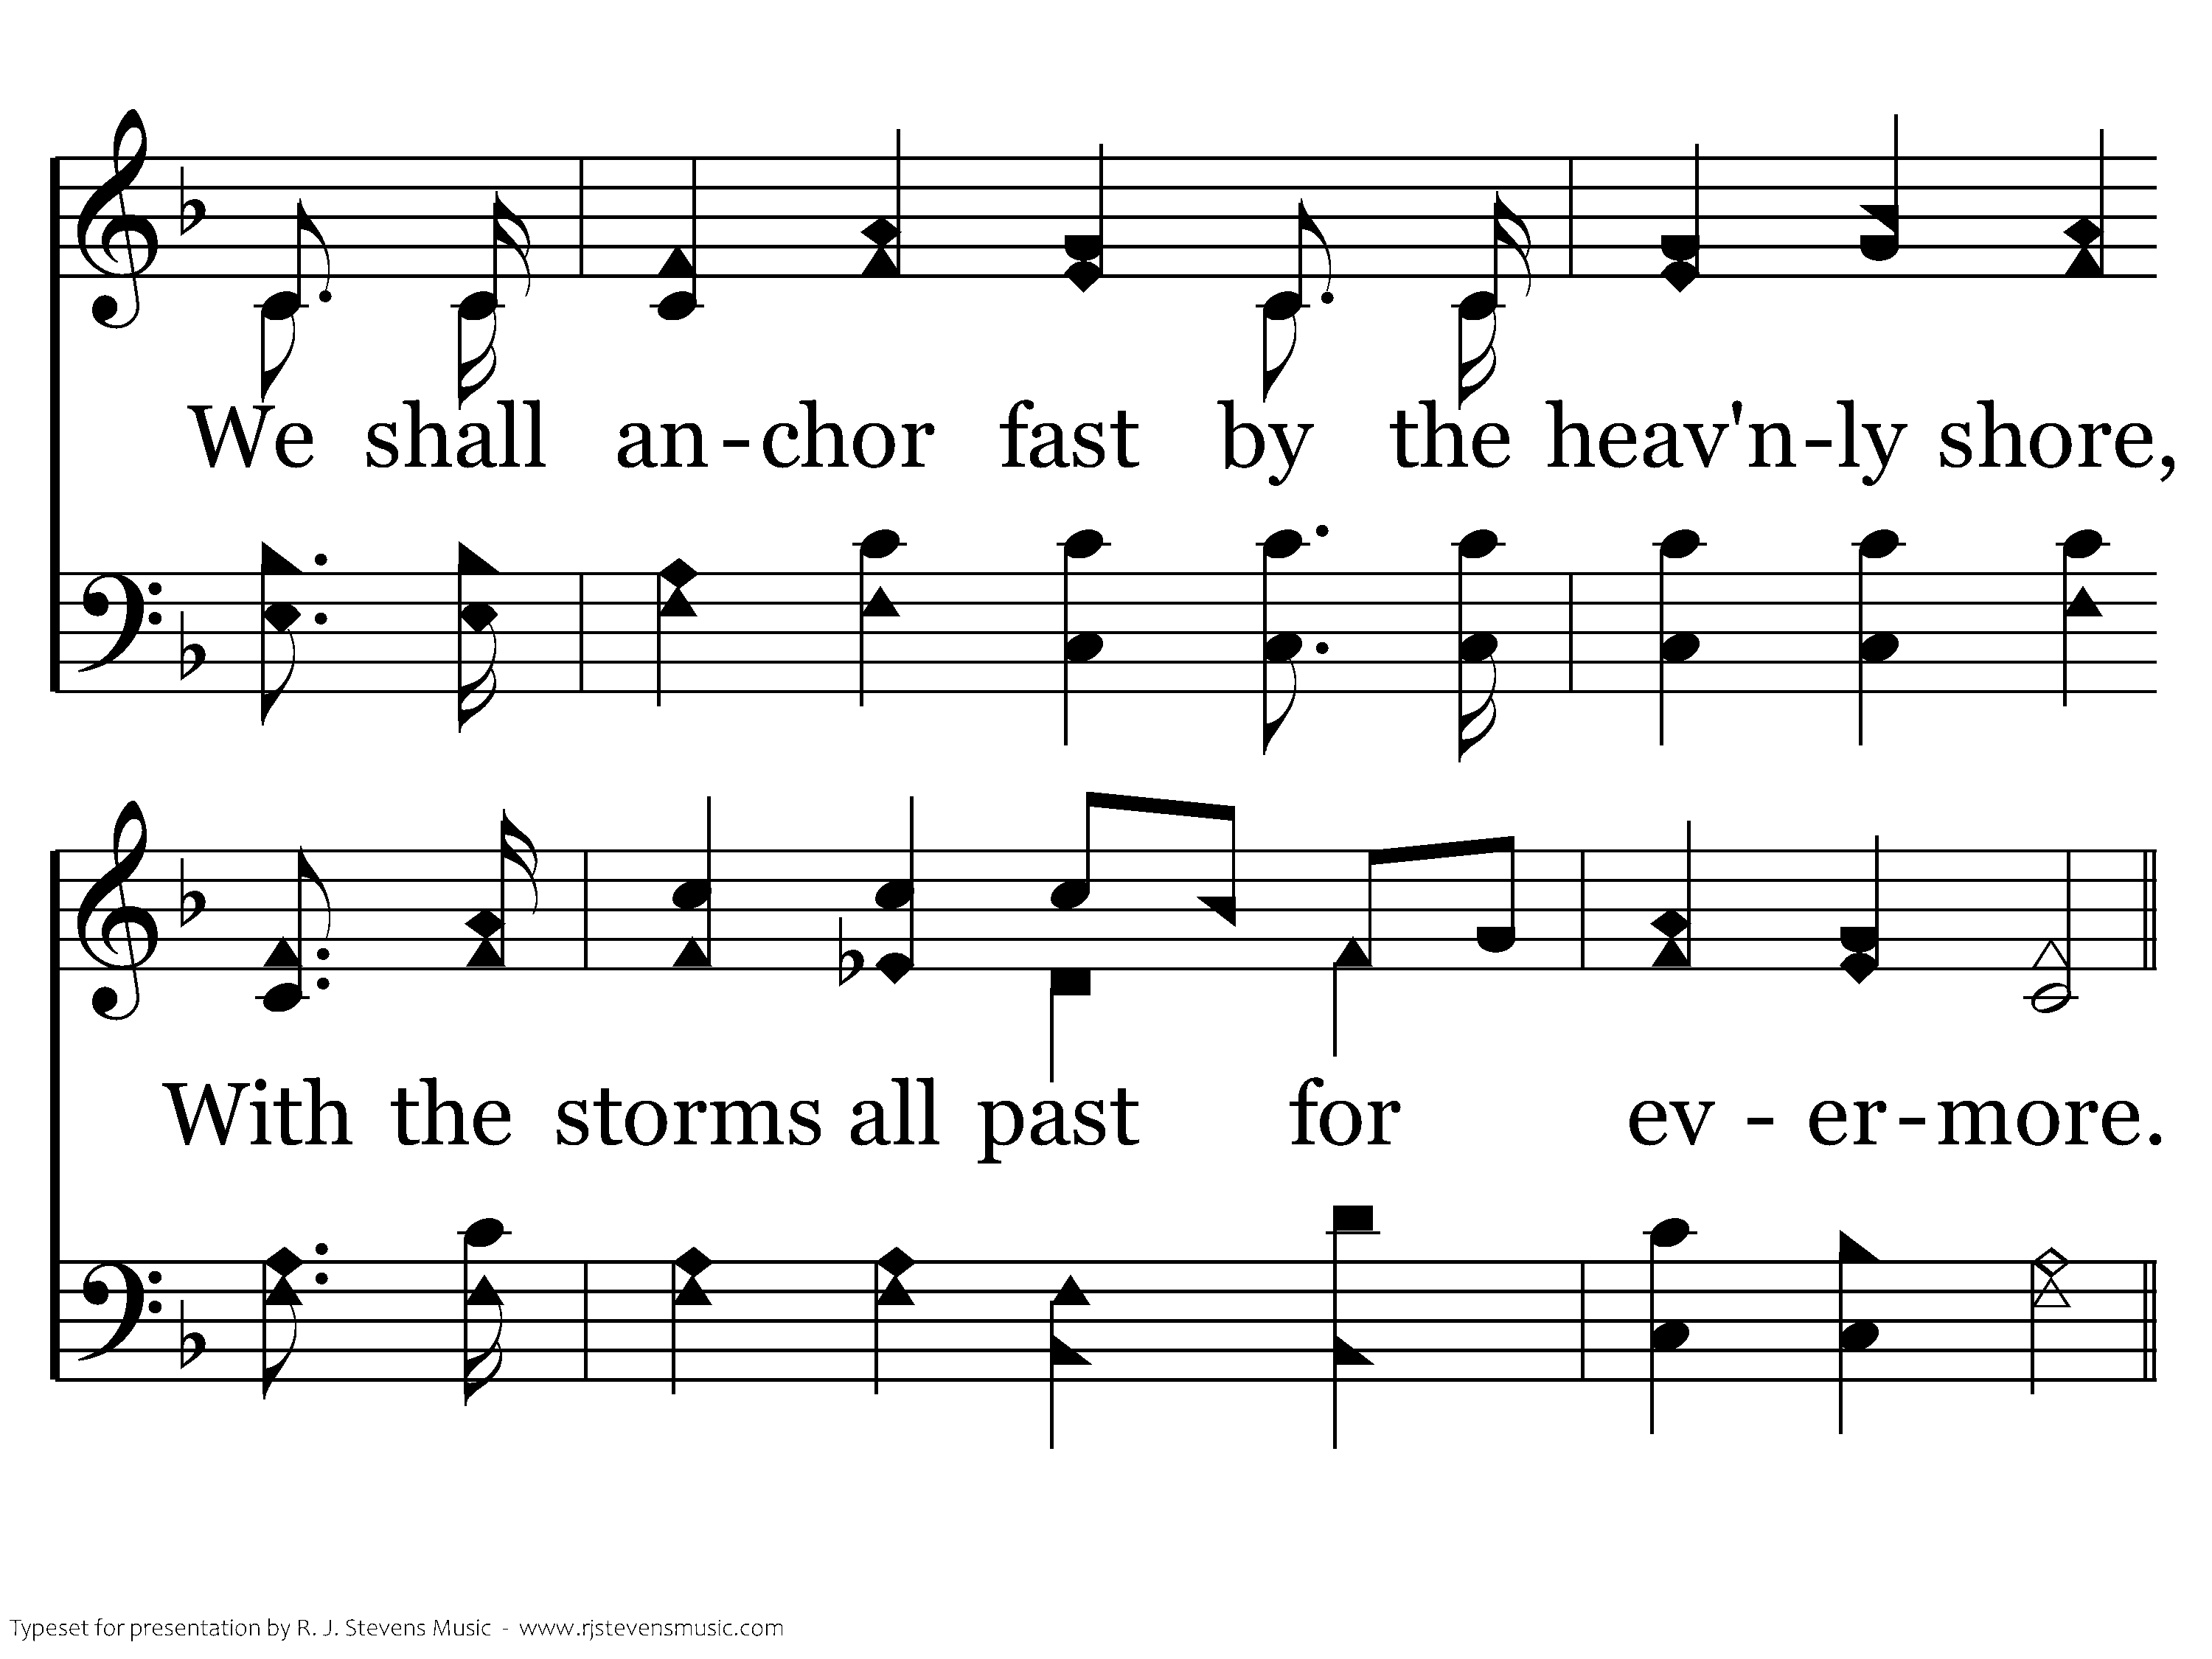 We shall an-chor fast by the heav'n-ly shore,
With the storms all past for ev - er-more.
Typeset for presentation by R. J. Stevens Music - www.rjstevensmusic.com